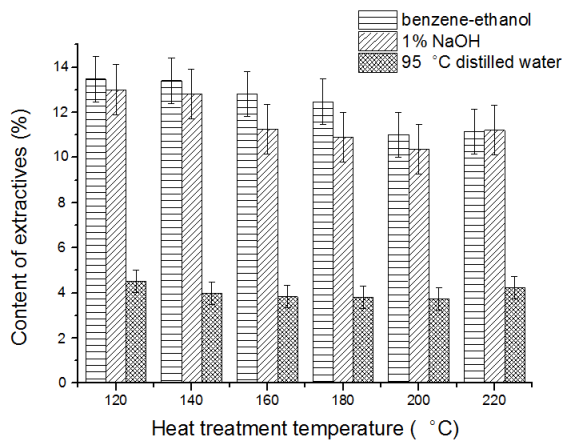 benzene-ethanol
1% NaOH
95 °C distilled water
Content of extractives (%)
14
12
10
8
6
4
2
0
120 140 160 180 200 220
Heat treatment temperature ( °C)